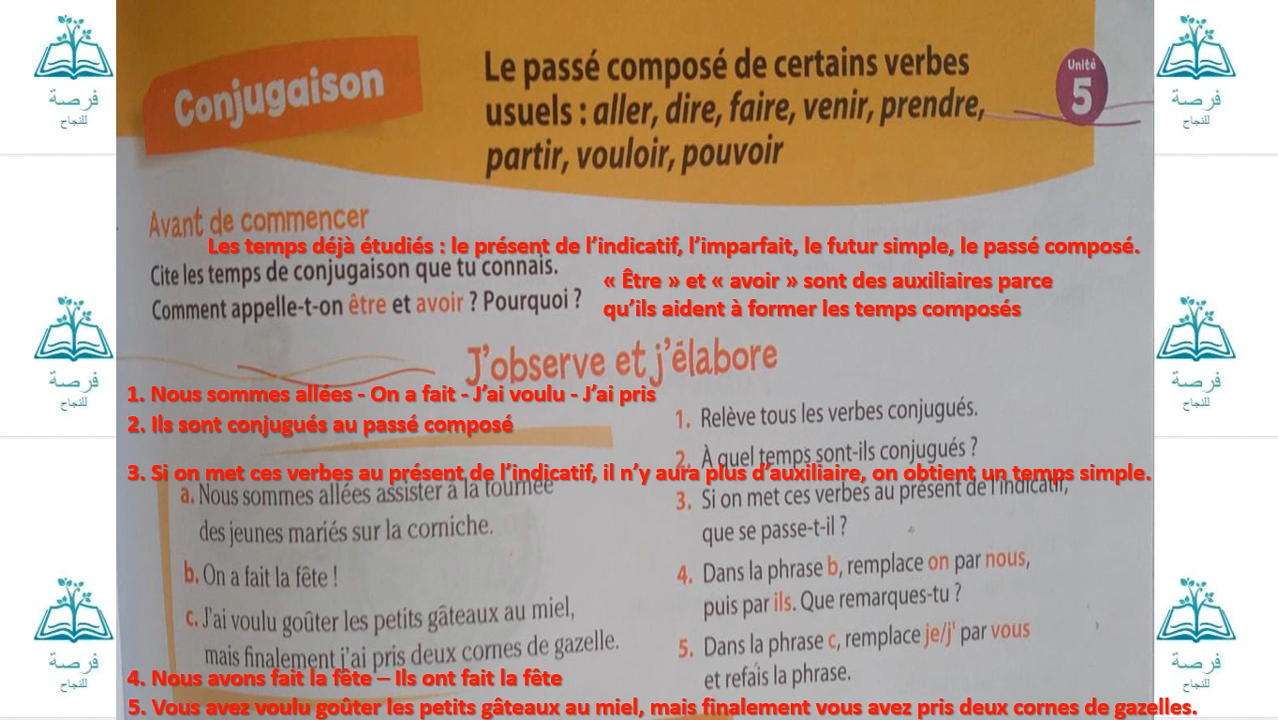 فرصة
للنجاح
فرصة
للنجاح
فرصة
للنجاح
Conjugaison
Le passé composé de certains verbes
usuels : aller, dire, faire, venir, prendre,
partir, vouloir, pouvoir
Unité
5
Avant de commencer
Les temps déjà étudiés : le présent de l’indicatif, l’imparfait, le futur simple, le passé composé.
Cite les temps de conjugaison que tu connais.
Comment appelle-t-on être et avoir ? Pourquoi ?
« Être » et « avoir » sont des auxiliaires parce
qu’ils aident à former les temps composés
J'observe et j'élabore
1. Nous sommes allées - On a fait - J’ai voulu - J’ai pris
2. Ils sont conjugués au passé composé
3. Si on met ces verbes au présent de l’indicatif, il n’y aura plus d’auxiliaire, on obtient un temps simple.
a. Nous sommes allées assister à la tournée
des jeunes mariés sur la corniche.
b. On a fait la fête !
c. J'ai voulu goûter les petits gâteaux au miel,
mais finalement j'ai pris deux cornes de gazelle.
1. Relève tous les verbes conjugués.
2. À quel temps sont-ils conjugués ?
3. Si on met ces verbes au présent de l'indicatif,
que se passe-t-il ?
4. Dans la phrase b, remplace on par nous,
puis par ils. Que remarques-tu ?
5. Dans la phrase c, remplace je/j' par vous
et refais la phrase.
4. Nous avons fait la fête – Ils ont fait la fête
5. Vous avez voulu goûter les petits gâteaux au miel, mais finalement vous avez pris deux cornes de gazelles.
فرصة
للنجاح
فرصة
للنجاح
فرصة
للنجاح